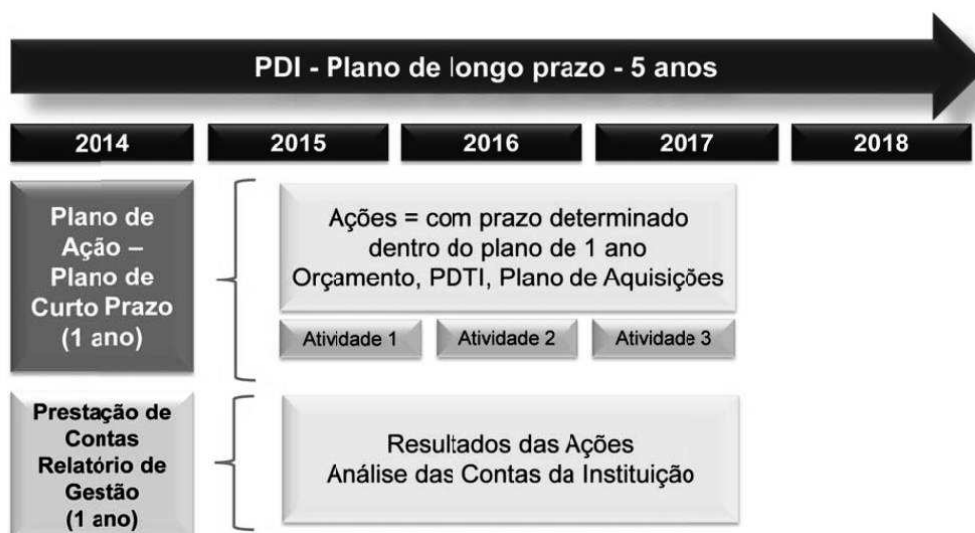 PDI - Plano de longo prazo - 5 anos
2014
2015
2016
2017
2018
Plano de
Ação –
Plano de
Curto Prazo
(1 ano)
Ações = com prazo determinado
dentro do plano de 1 ano
Orçamento, PDTI, Plano de Aquisições
Atividade 1
Atividade 2
Atividade 3
Prestação de
Contas
Relatório de
Gestão
(1 ano)
Resultados das Ações
Análise das Contas da Instituição